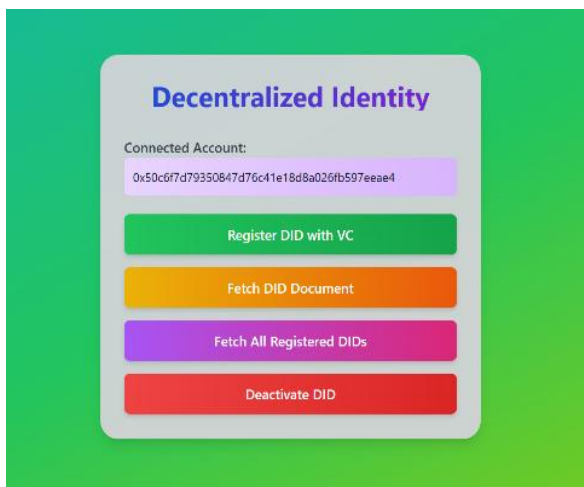 Decentralized Identity
Connected Account:
0x50c6f7d79350847d76c41e18d8a026fb597eeae4
Register DID with VC
Fetch DID Document
Fetch All Registered DIDs
Deactivate DID